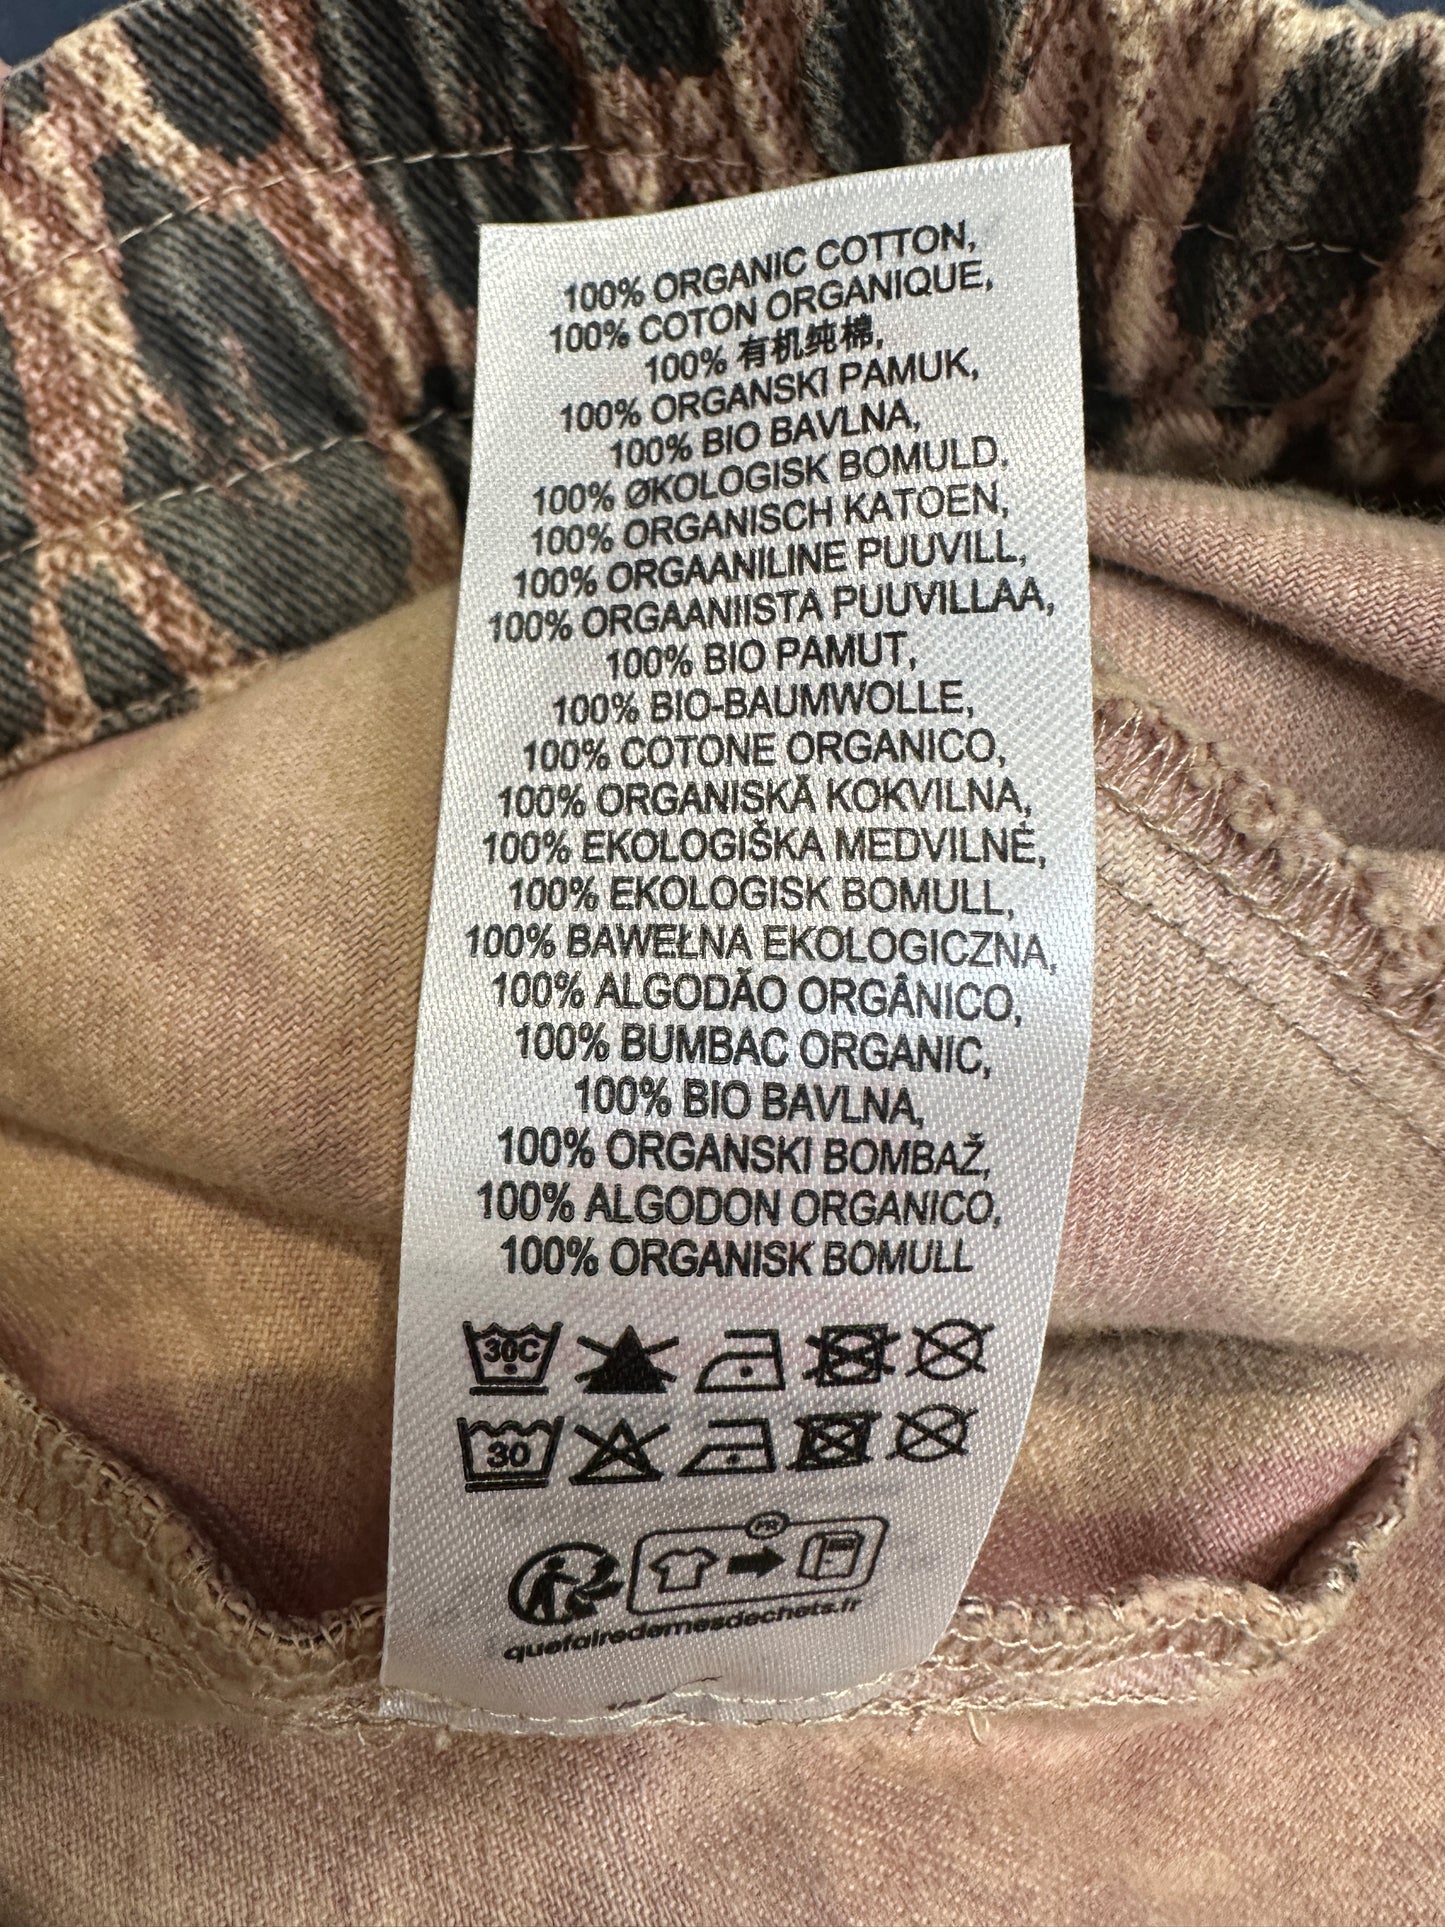 100% ORGANIC COTTON,
100% COTON ORGANIQUE,
100% 有机纯棉,
100% ORGANSKI PAMUK,
100% BIO BAVLNA,
100% ØKOLOGISK BOMULD,
100% ORGANISCH KATOEN,
100% ORGAANILINE PUUVILL,
100% ORGAANIISTA PUUVILLAA,
100% BIO PAMUT,
100% BIO-BAUMWOLLE,
100% COTONE ORGANICO,
100% ORGANISKĀ KOKVILNA,
100% EKOLOGIŠKA MEDVILNĖ,
100% EKOLOGISK BOMULL,
100% BAWEŁNA EKOLOGICZNA,
100% ALGODÃO ORGÂNICO,
100% BUMBAC ORGANIC,
100% BIO BAVLNA,
100% ORGANSKI BOMBAŽ,
100% ALGODON ORGANICO,
100% ORGANISK BOMULL
30C
30
FR
quefairedemesdechets.fr